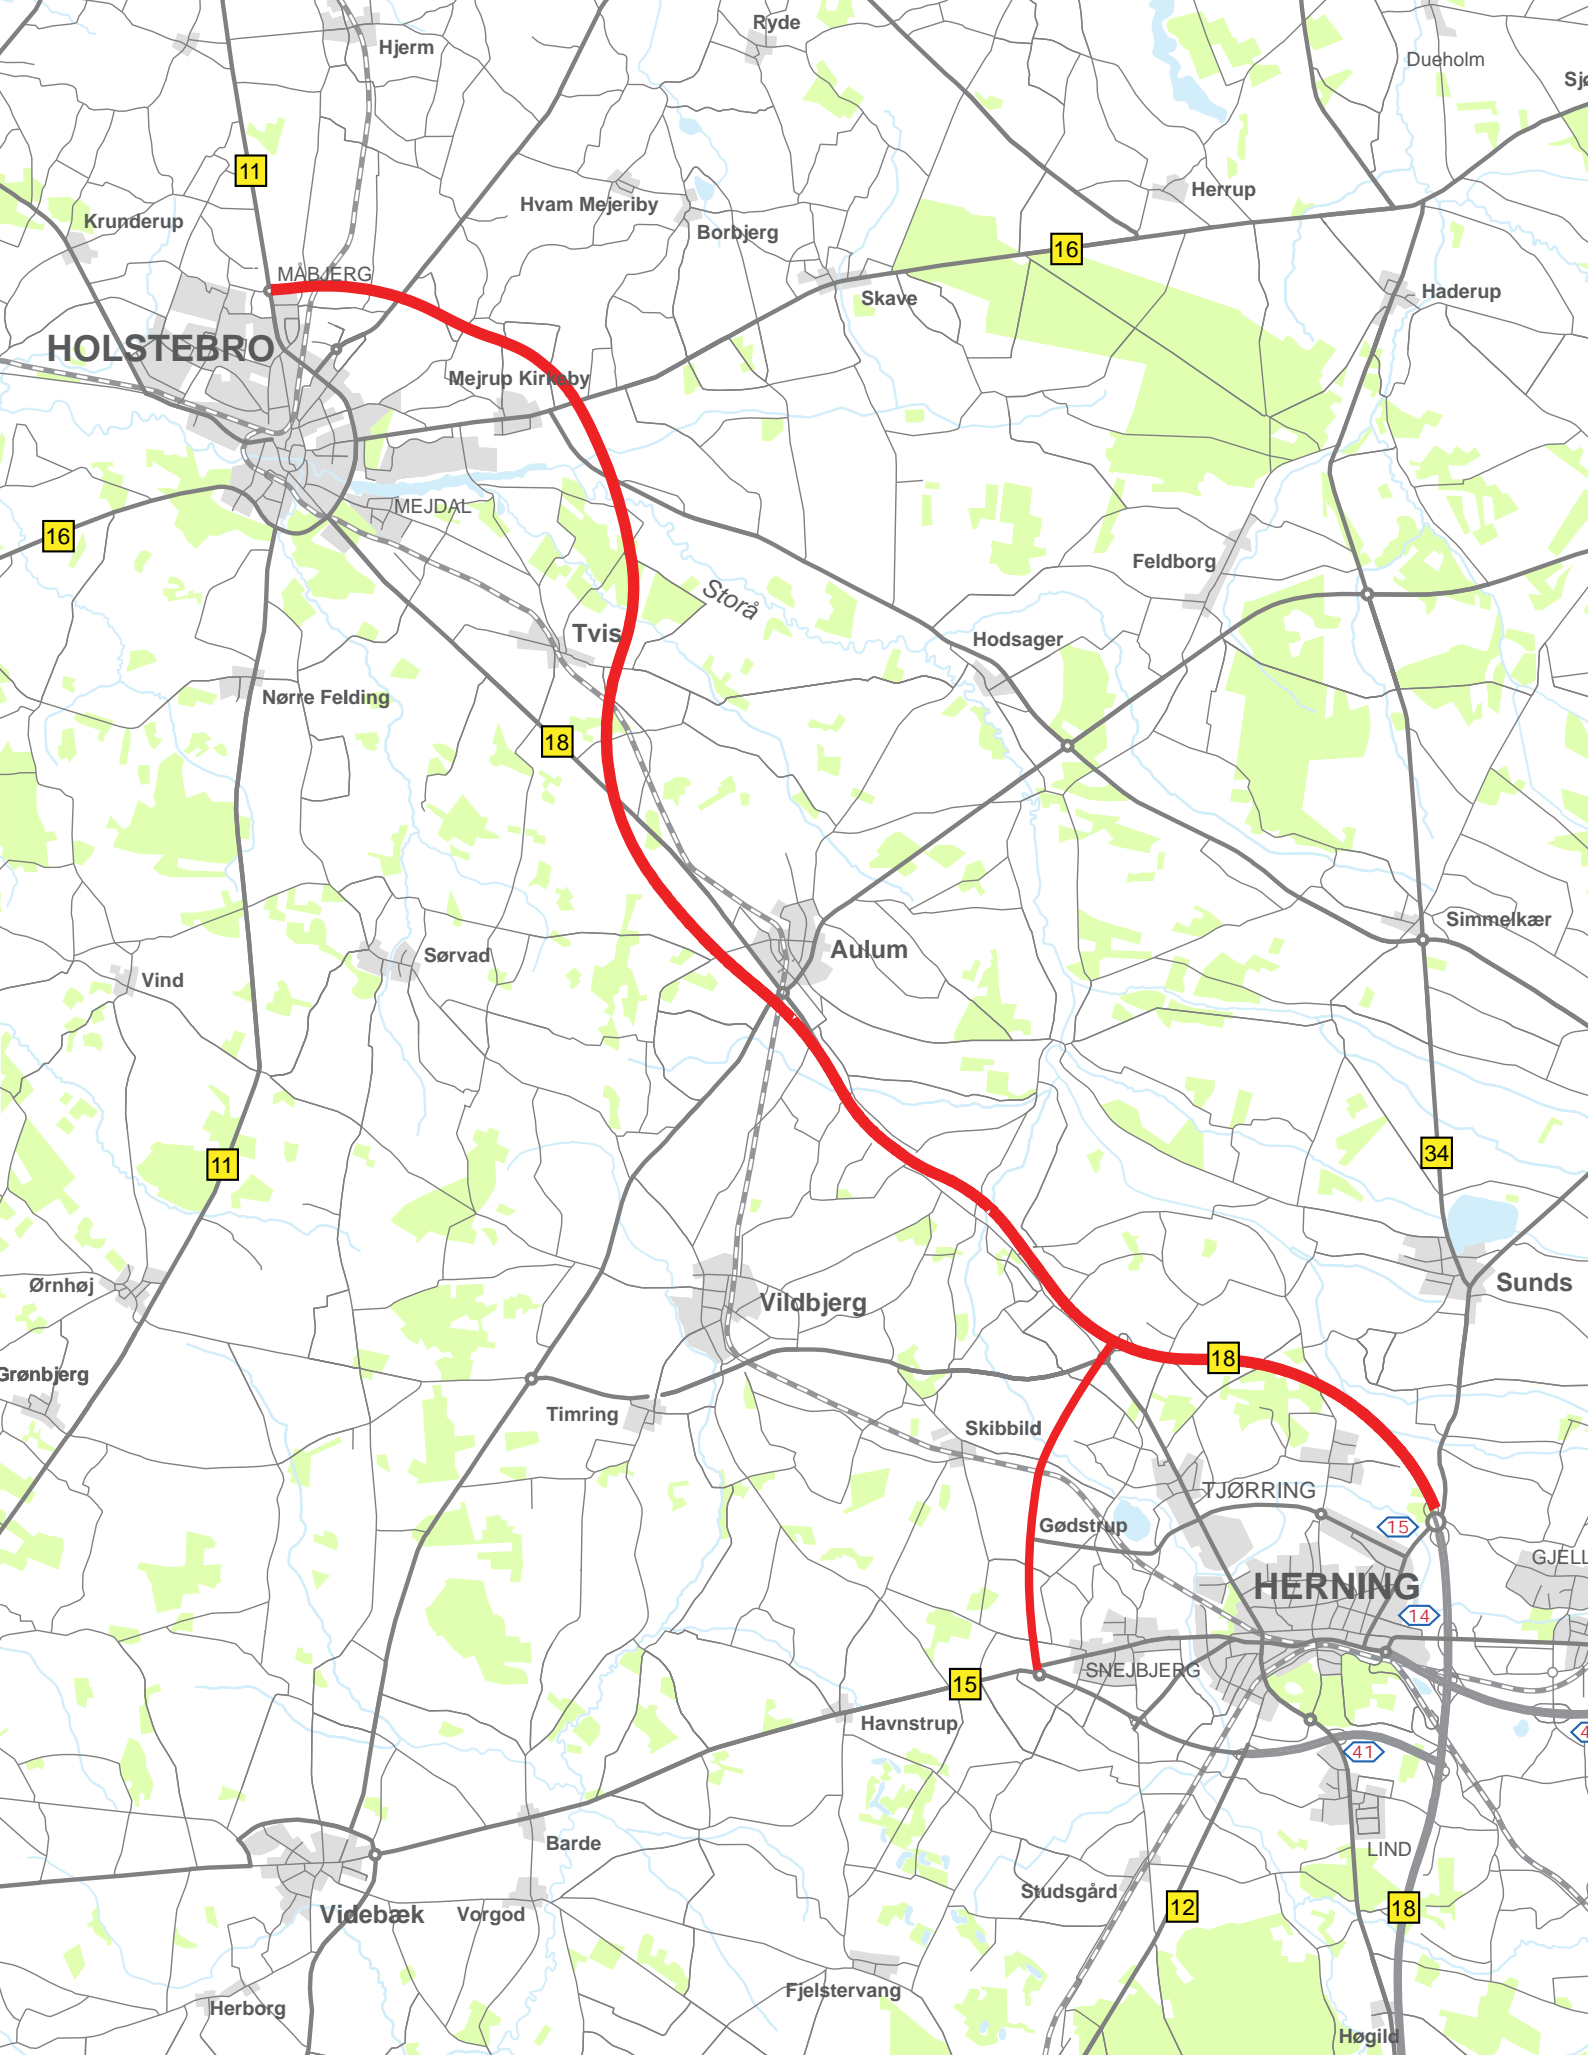 Ryde
Hjerm
Dueholm
Sjø
11
Herrup
Hvam Mejeriby
Krunderup
Borbjerg
16
MÅBJERG
Haderup
Skave
HOLSTEBRO
Mejrup Kirkeby
MEJDAL
16
Feldborg
Storå
Tvis
Hodsager
Nørre Felding
18
Simmelkær
Aulum
Sørvad
Vind
34
11
Sunds
Ørnhøj
Vildbjerg
18
Grønbjerg
Timring
Skibbild
TJØRRING
Gødstrup
15
GJELL
HERNING
14
SNEJBJERG
15
Havnstrup
4
41
Barde
LIND
Studsgård
12
18
Videbæk
Vorgod
Fjelstervang
Herborg
Høgild